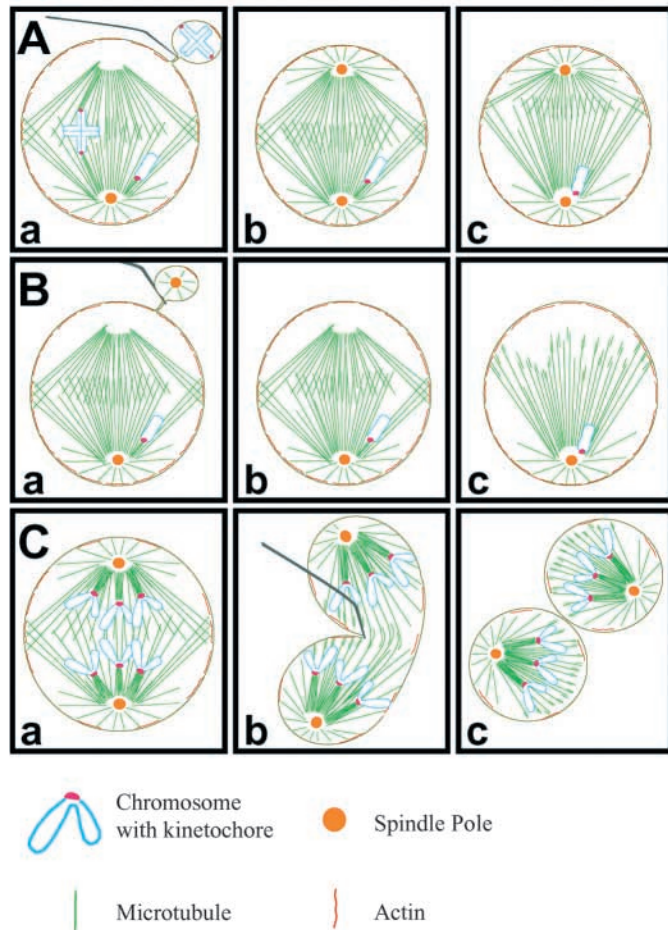 A
a
b
c
B
a
b
c
C
a
b
c
Chromosome
with kinetochore
Spindle Pole
Microtubule
Actin